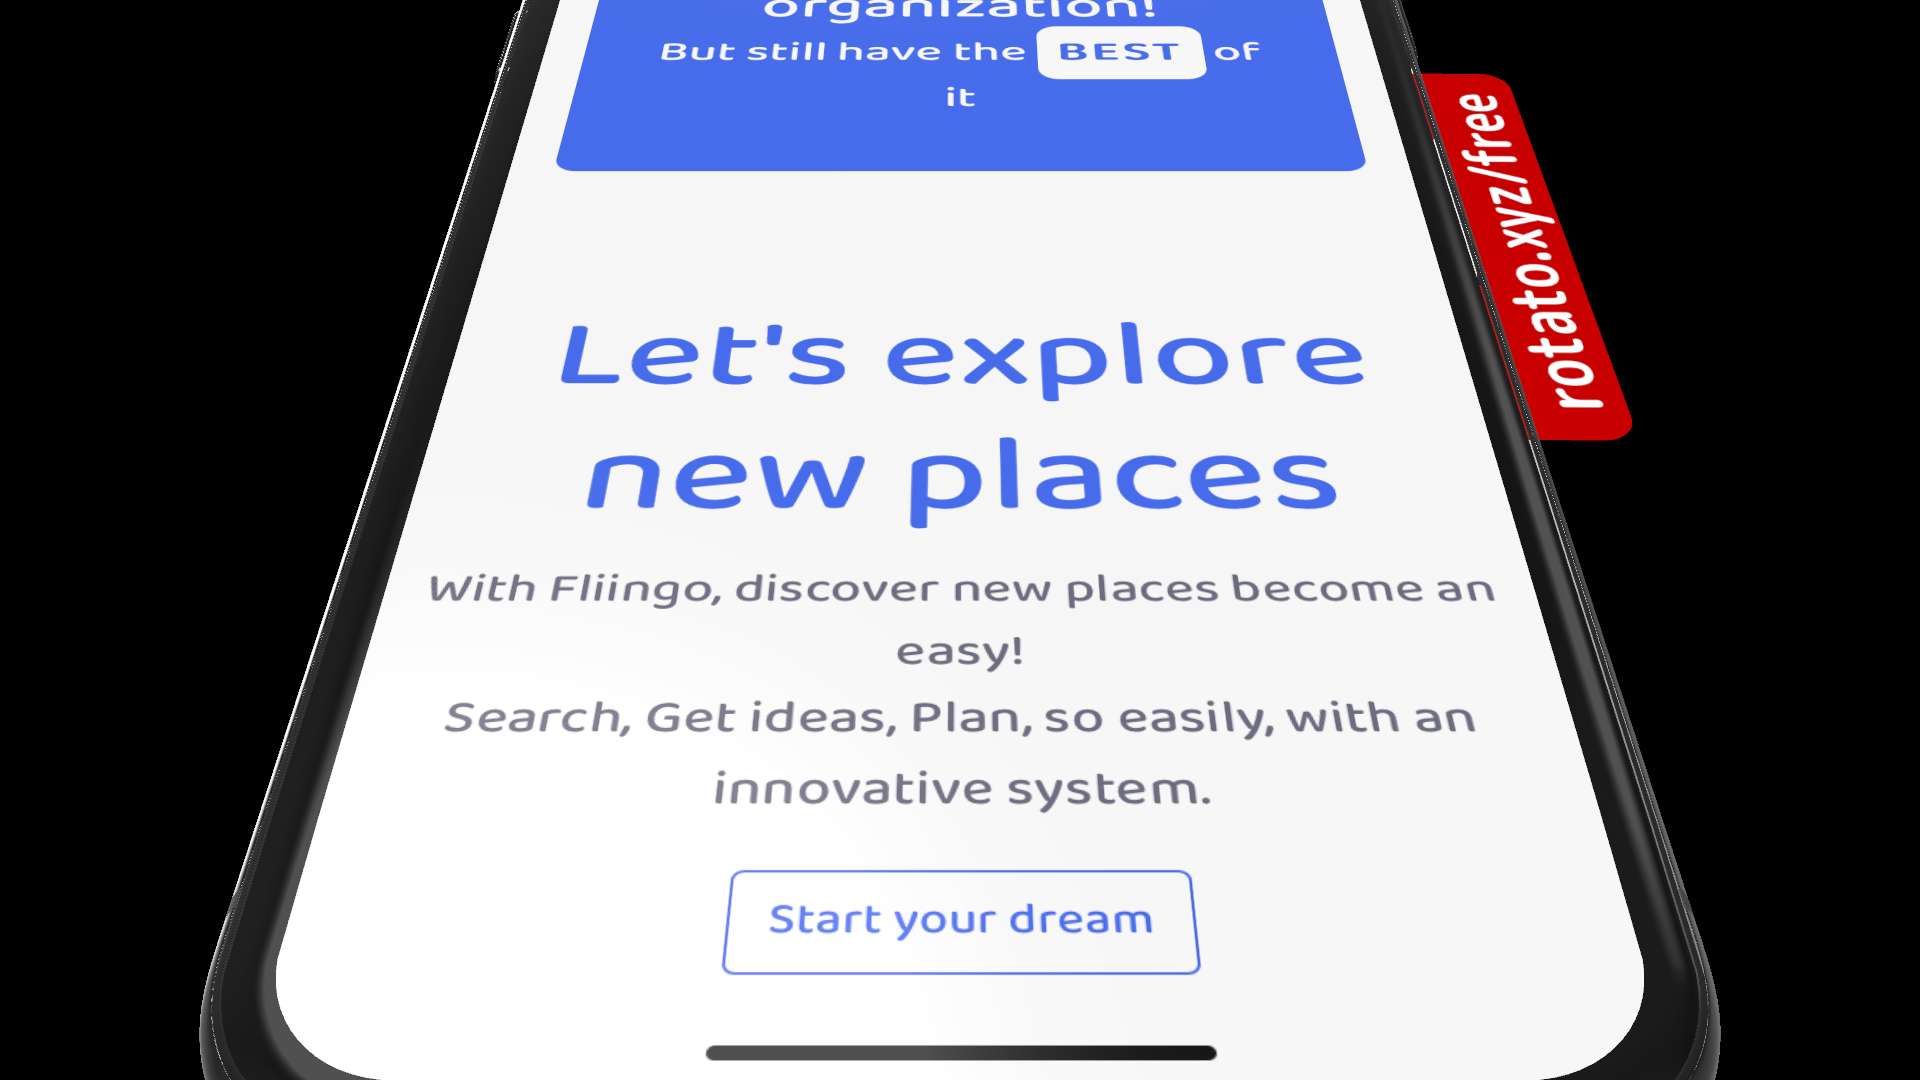 organization!
But still have the BEST of
it
rotato.xyz/free
Let's explore
new places
With Fliingo, discover new places become an
easy!
Search, Get ideas, Plan, so easily, with an
innovative system.
Start your dream